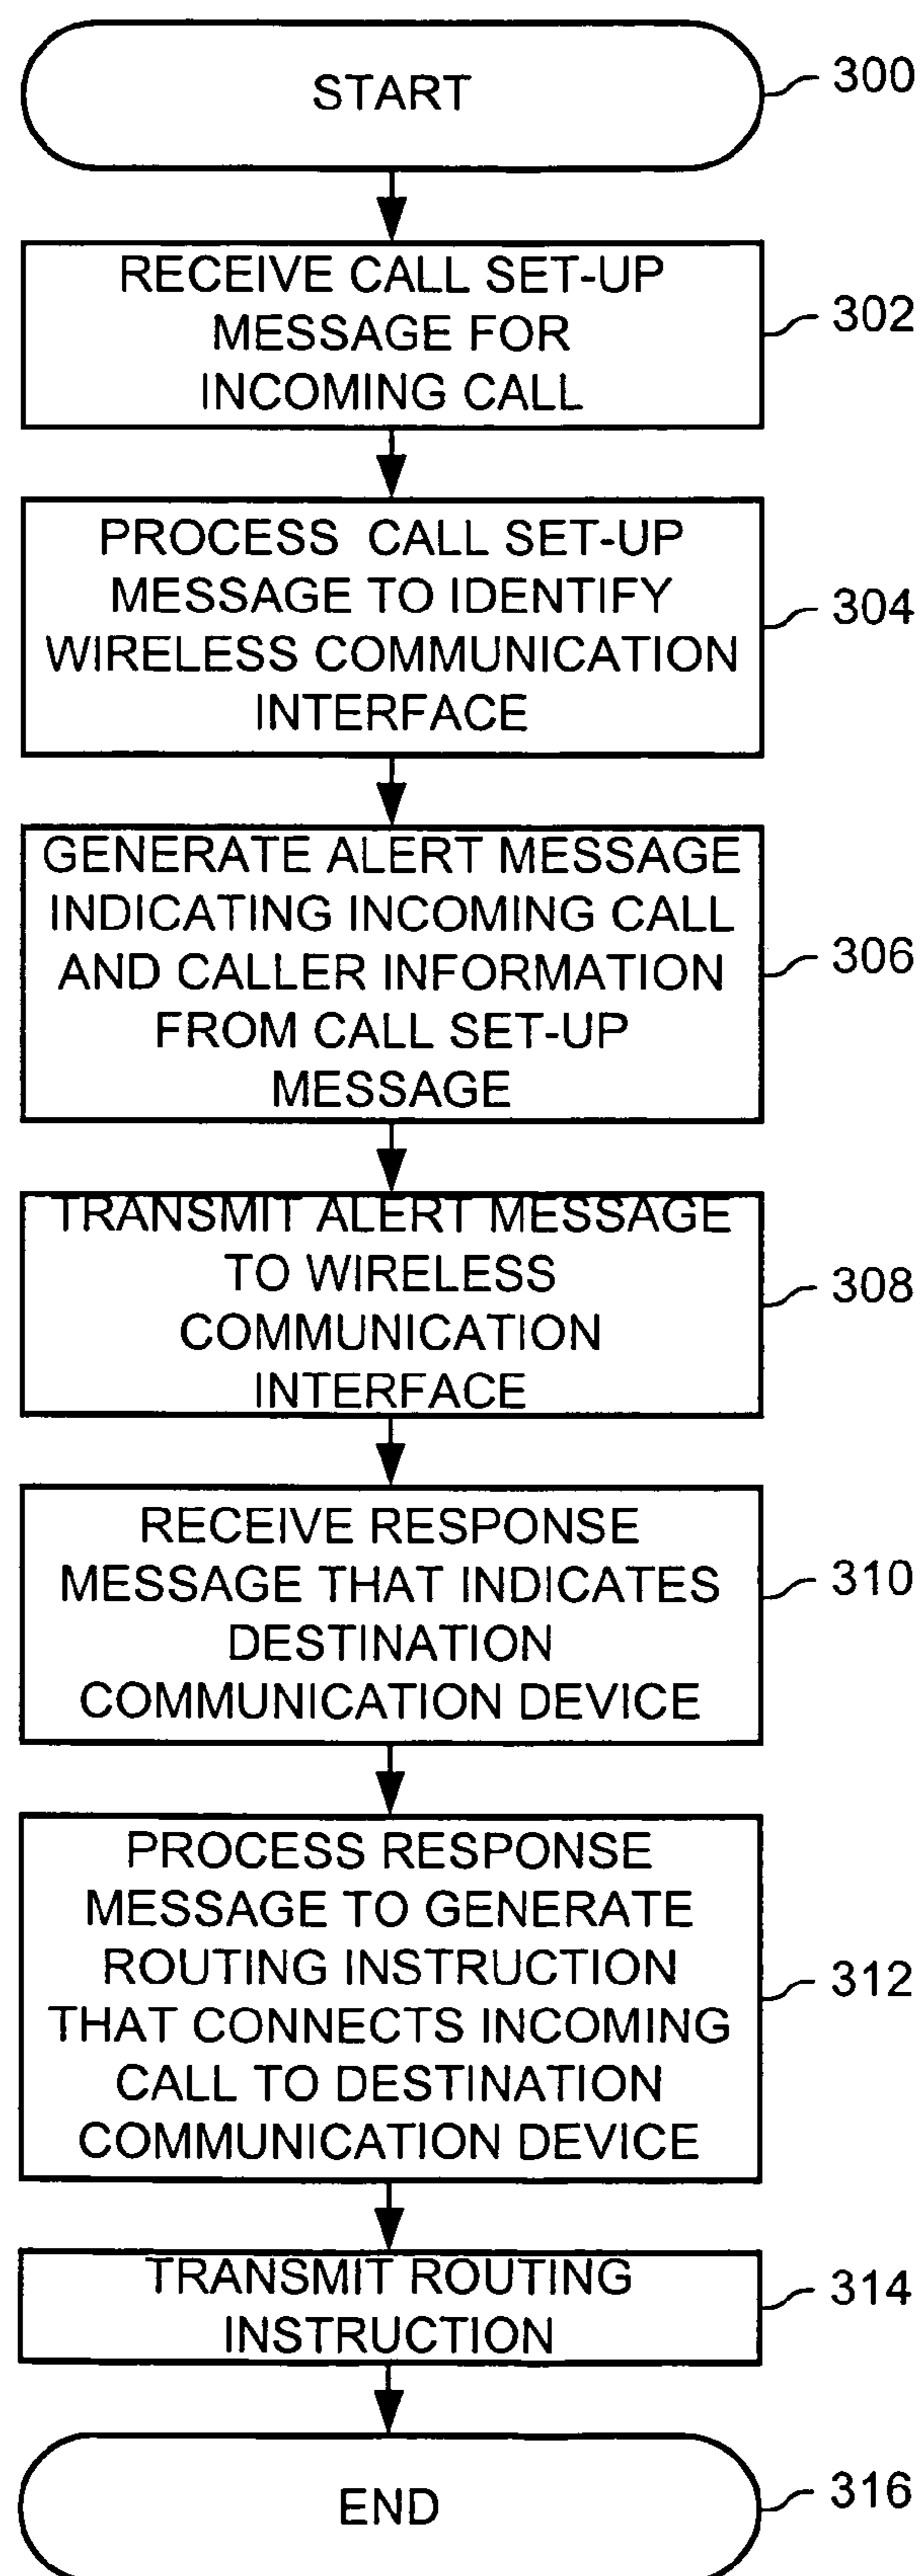 START
300
RECEIVE CALL SET-UP
MESSAGE FOR
INCOMING CALL
302
PROCESS CALL SET-UP
MESSAGE TO IDENTIFY
WIRELESS COMMUNICATION
INTERFACE
304
GENERATE ALERT MESSAGE
INDICATING INCOMING CALL
AND CALLER INFORMATION
FROM CALL SET-UP
MESSAGE
306
TRANSMIT ALERT MESSAGE
TO WIRELESS
COMMUNICATION
INTERFACE
308
RECEIVE RESPONSE
MESSAGE THAT INDICATES
DESTINATION
COMMUNICATION DEVICE
310
PROCESS RESPONSE
MESSAGE TO GENERATE
ROUTING INSTRUCTION
THAT CONNECTS INCOMING
CALL TO DESTINATION
COMMUNICATION DEVICE
312
TRANSMIT ROUTING
INSTRUCTION
314
END
316